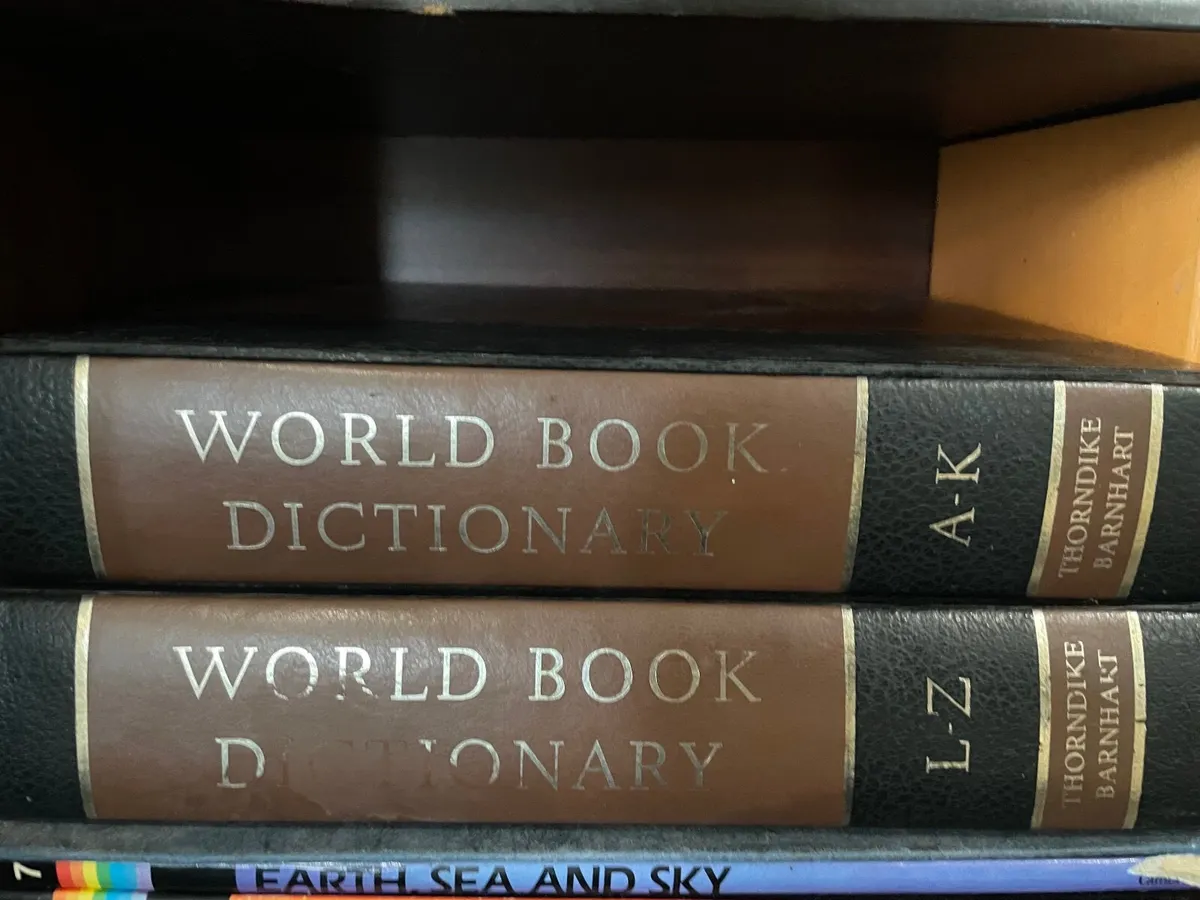 WORLD BOOK
DICTIONARY
A-K
THORNDIKE
BARNHART
WORLD BOOK
DICTIONARY
L-Z
THORNDIKE
BARNHART
7
EARTH, SEA AND SKY